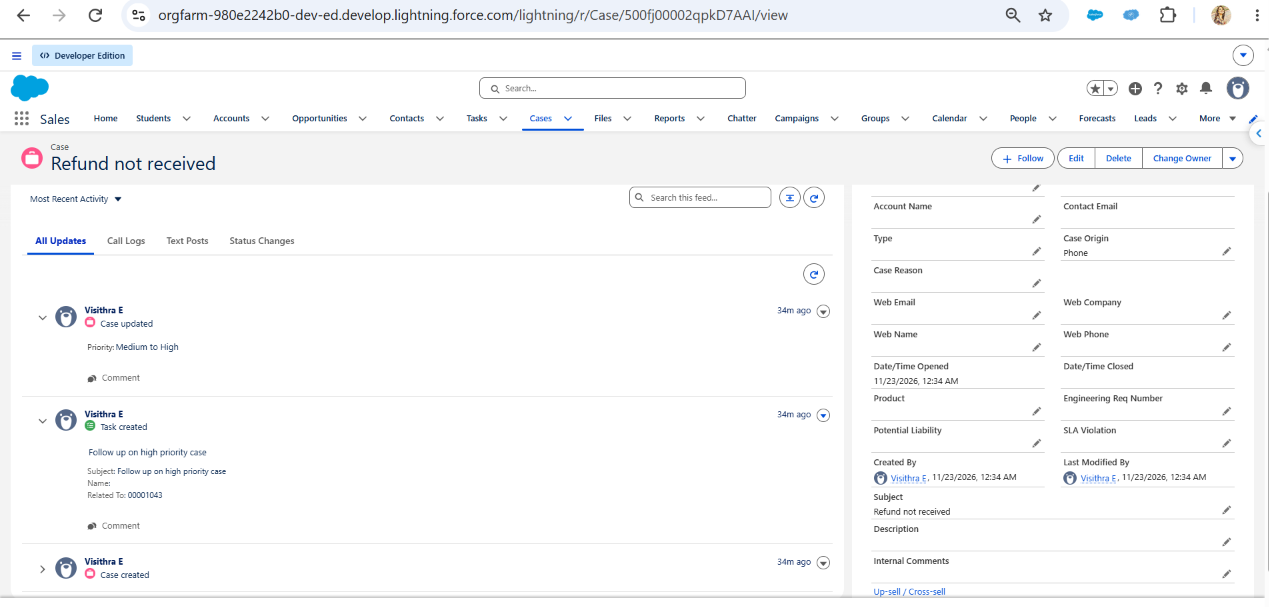 orgfarm-980e2242b0-dev-ed.develop.lightning.force.com/lightning/r/Case/500fj00002qpkD7AAI/view
Developer Edition
Search...
Sales Home Students Accounts Opportunities Contacts Tasks Cases Files Reports Chatter Campaigns Groups Calendar People Forecasts Leads More
Case
Refund not received
Follow Edit Delete Change Owner
Most Recent Activity
Search this feed...
All Updates Call Logs Text Posts Status Changes
Visithra E
34m ago
Case updated
Priority: Medium to High
Comment
Visithra E
34m ago
Task created
Follow up on high priority case
Subject: Follow up on high priority case
Name:
Related To: 00001043
Comment
Visithra E
34m ago
Case created
Account Name Contact Email
Type Case Origin
Phone
Case Reason
Web Email Web Company
Web Name Web Phone
Date/Time Opened Date/Time Closed
11/23/2026, 12:34 AM
Product Engineering Req Number
Potential Liability SLA Violation
Created By Last Modified By
Visithra E, 11/23/2026, 12:34 AM Visithra E, 11/23/2026, 12:34 AM
Subject
Refund not received
Description
Internal Comments
Up-sell / Cross-sell